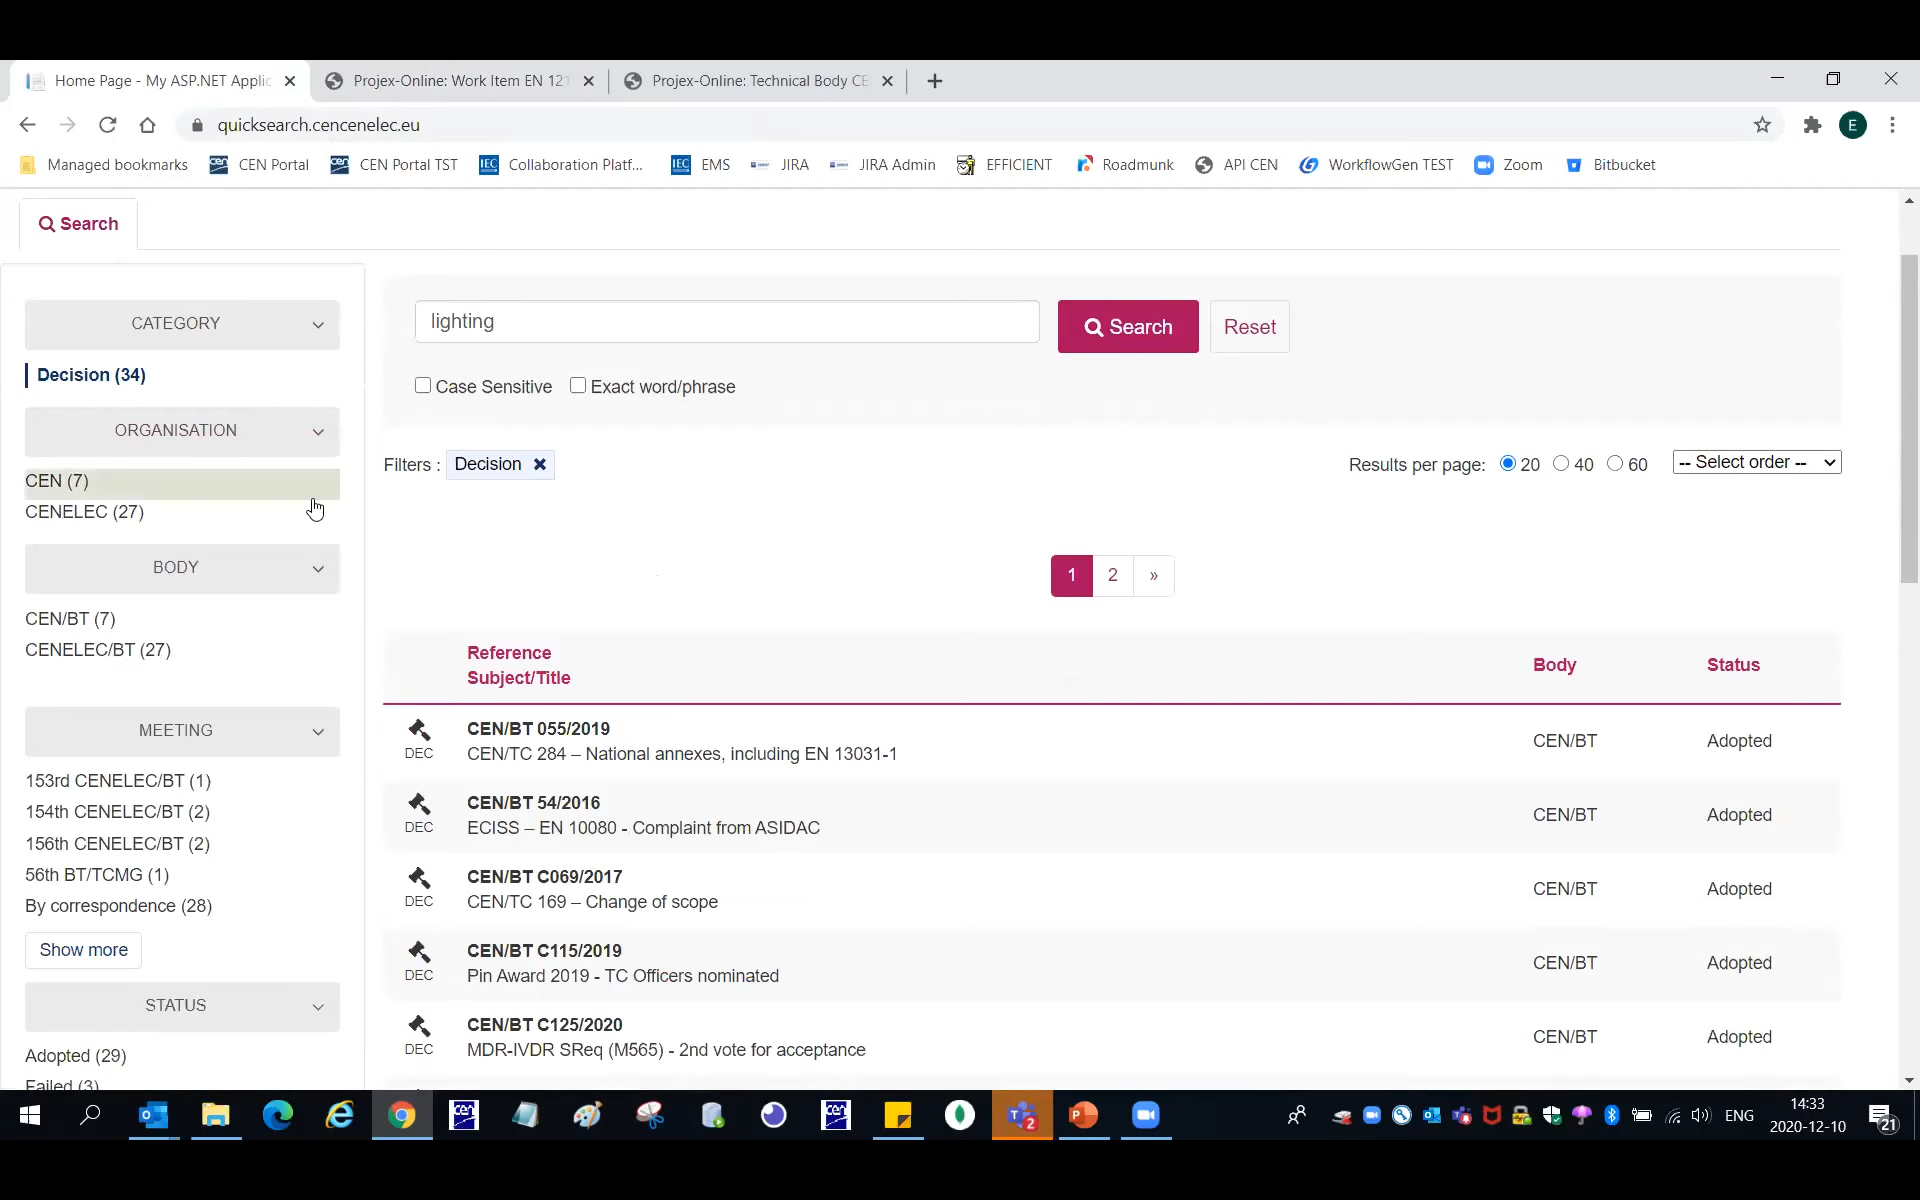 Home Page - My ASP.NET Applic
Projex-Online: Work Item EN 121
Projex-Online: Technical Body CE
quicksearch.cencenelec.eu
E
Managed bookmarks
CEN Portal
CEN Portal TST
IEC
Collaboration Platf...
IEC
EMS
JIRA
JIRA Admin
EFFICIENT
Roadmunk
API CEN
WorkflowGen TEST
Zoom
Bitbucket
Search
CATEGORY
Decision (34)
ORGANISATION
CEN (7)
CENELEC (27)
BODY
CEN/BT (7)
CENELEC/BT (27)
MEETING
153rd CENELEC/BT (1)
154th CENELEC/BT (2)
156th CENELEC/BT (2)
56th BT/TCMG (1)
By correspondence (28)
Show more
STATUS
Adopted (29)
Failed (3)
lighting
Search
Reset
Case Sensitive
Exact word/phrase
Filters :
Decision
Results per page:
20
40
60
-- Select order --
1
2
»
Reference
Subject/Title
Body
Status
CEN/BT 055/2019
DEC
CEN/TC 284 – National annexes, including EN 13031-1
CEN/BT
Adopted
CEN/BT 54/2016
DEC
ECISS – EN 10080 - Complaint from ASIDAC
CEN/BT
Adopted
CEN/BT C069/2017
DEC
CEN/TC 169 – Change of scope
CEN/BT
Adopted
CEN/BT C115/2019
DEC
Pin Award 2019 - TC Officers nominated
CEN/BT
Adopted
CEN/BT C125/2020
DEC
MDR-IVDR SReq (M565) - 2nd vote for acceptance
CEN/BT
Adopted
cen
cen
2
ENG
14:33
2020-12-10
21